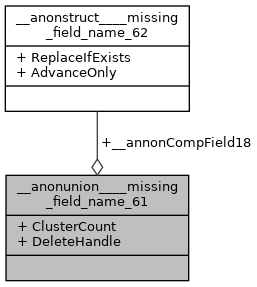 __anonstruct____missing
_field_name_62
+ ReplaceIfExists
+ AdvanceOnly
+__annonCompField18
__anonunion____missing
_field_name_61
+ ClusterCount
+ DeleteHandle